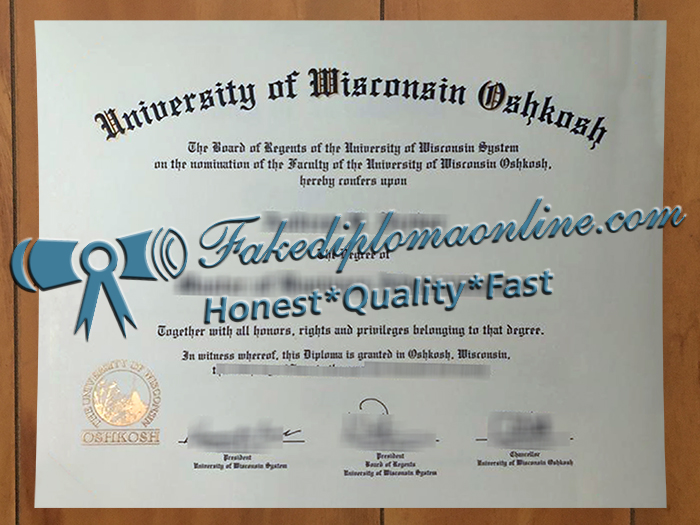 University of Wisconsin Oshkosh
The Board of Regents of the University of Wisconsin System
on the nomination of the Faculty of the University of Wisconsin Oshkosh,
hereby confers upon
Fakediplomaonline.com
The Degree of
Honest*Quality*Fast
Together with all honors, rights and privileges belonging to that degree.
In witness whereof, this Diploma is granted in Oshkosh, Wisconsin,
THE UNIVERSITY OF WISCONSIN
OSHKOSH
President
University of Wisconsin System
President
Board of Regents
University of Wisconsin System
Chancellor
University of Wisconsin Oshkosh